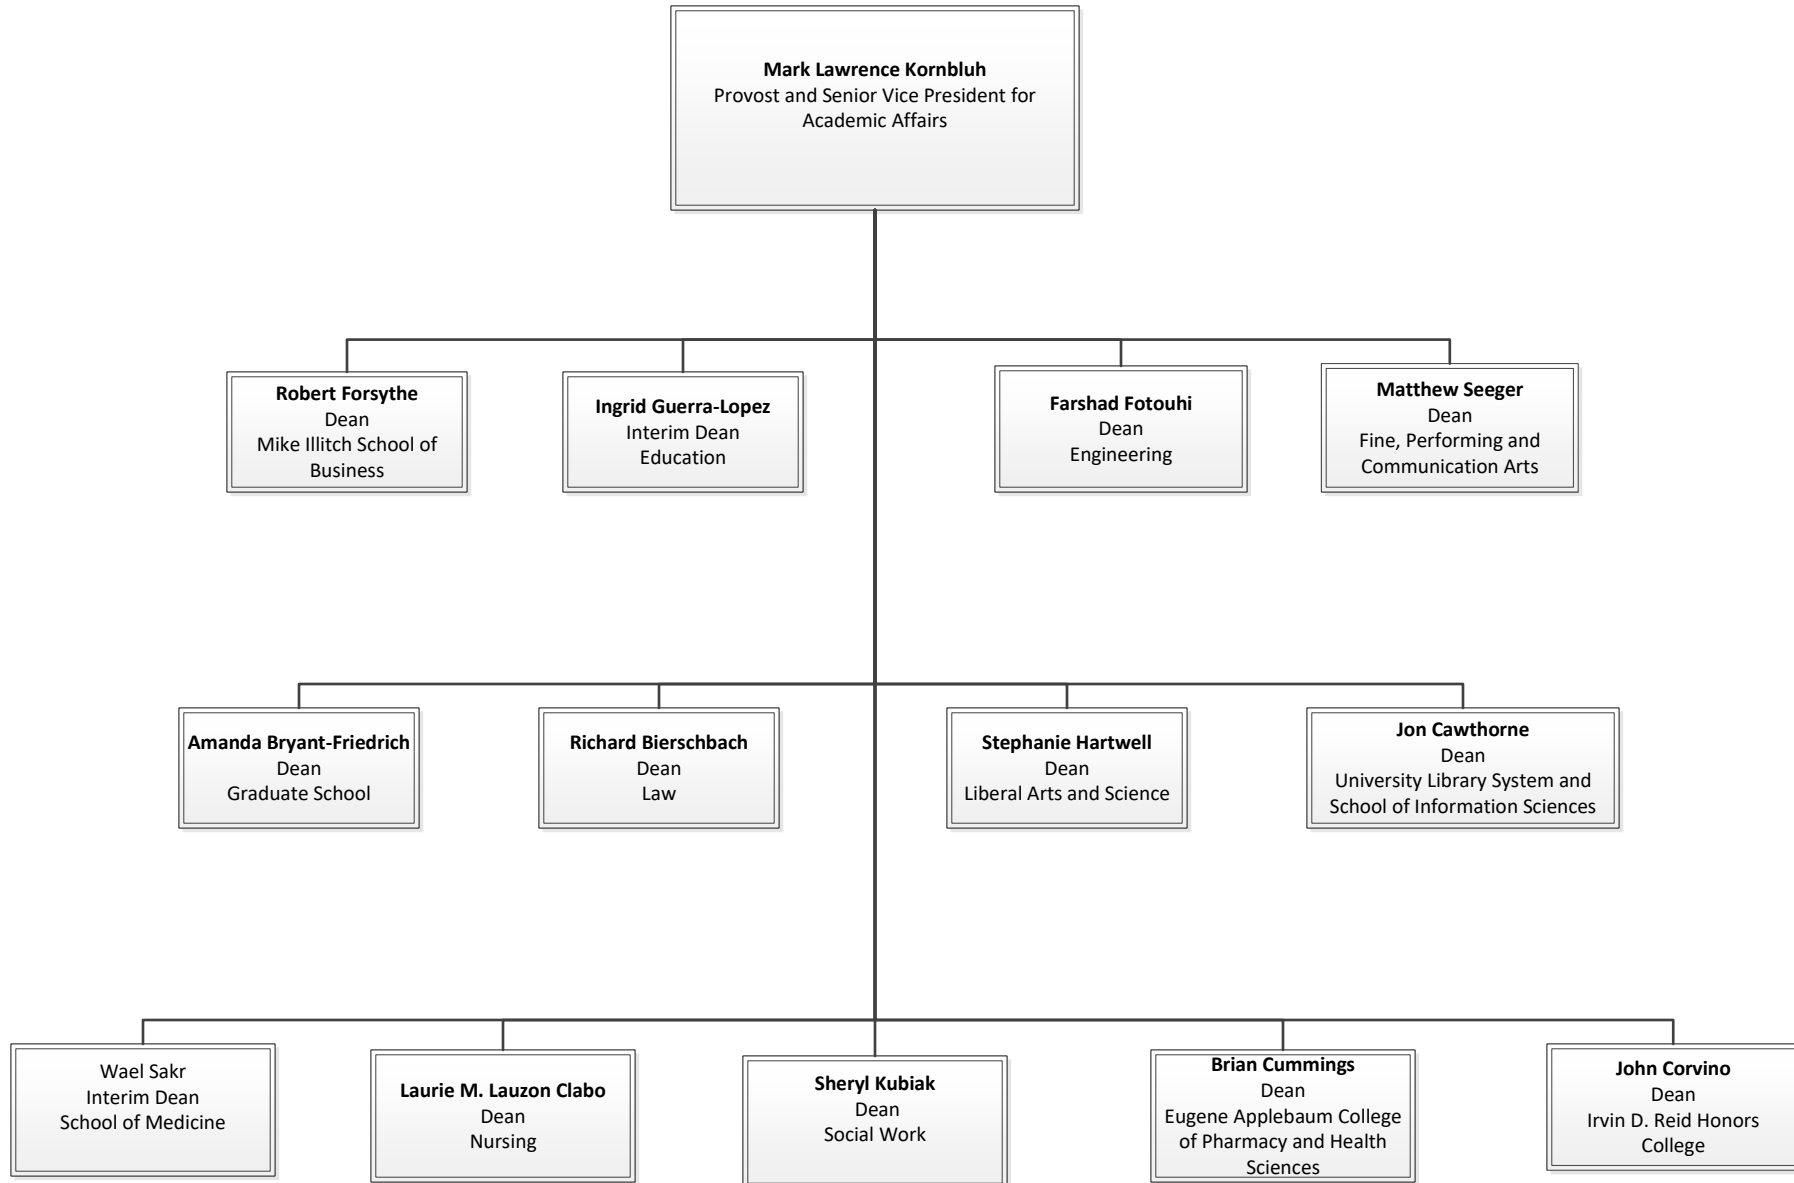 Mark Lawrence Kornbluh
Provost and Senior Vice President for
Academic Affairs
Robert Forsythe
Dean
Mike Illitch School of
Business
Ingrid Guerra-Lopez
Interim Dean
Education
Farshad Fotouhi
Dean
Engineering
Matthew Seeger
Dean
Fine, Performing and
Communication Arts
Amanda Bryant-Friedrich
Dean
Graduate School
Richard Bierschbach
Dean
Law
Stephanie Hartwell
Dean
Liberal Arts and Science
Jon Cawthorne
Dean
University Library System and
School of Information Sciences
Wael Sakr
Interim Dean
School of Medicine
Laurie M. Lauzon Clabo
Dean
Nursing
Sheryl Kubiak
Dean
Social Work
Brian Cummings
Dean
Eugene Applebaum College
of Pharmacy and Health
Sciences
John Corvino
Dean
Irvin D. Reid Honors
College